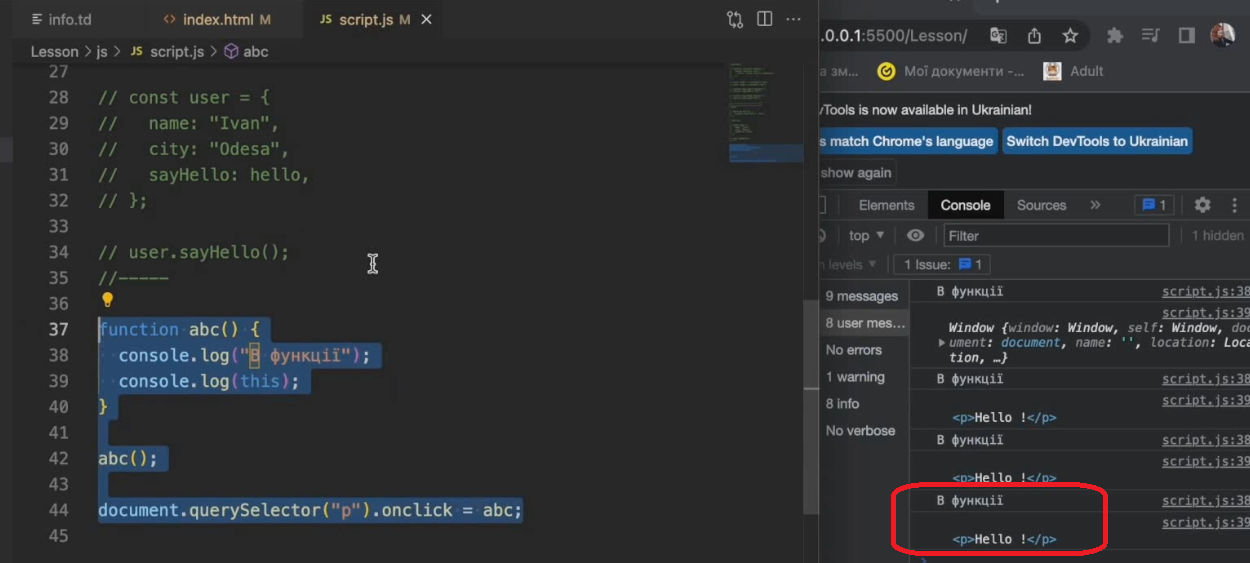 info.td
index.html M
JS script.js M
Lesson > js > JS script.js > abc
27
28 // const user = {
29 //   name: "Ivan",
30 //   city: "Odesa",
31 //   sayHello: hello,
32 // };
33
34 // user.sayHello();
35 //-----
36
37 function abc() {
38   console.log("В функції");
39   console.log(this);
40 }
41
42 abc();
43
44 document.querySelector("p").onclick = abc;
45
.0.0.1:5500/Lesson/
а зм...
Мої документи -...
Adult
Tools is now available in Ukrainian!
match Chrome's language
Switch DevTools to Ukrainian
show again
Elements
Console
Sources
»
1
top ▼
Filter
1 hidden
levels ▼
1 Issue: 1
9 messages
8 user mes...
No errors
1 warning
8 info
No verbose
В функції script.js:38
script.js:39
Window {window: Window, self: Window, doc
ument: document, name: '', location: Loca
tion, …}
В функції script.js:38
script.js:39
<p>Hello !</p>
В функції script.js:38
script.js:39
<p>Hello !</p>
В функції script.js:38
script.js:39
<p>Hello !</p>